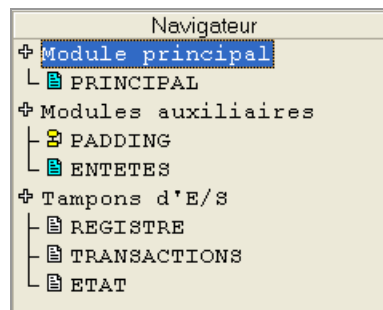 Navigateur
Module principal
PRINCIPAL
Modules auxiliaires
PADDING
ENTETES
Tampons d'E/S
REGISTRE
TRANSACTIONS
ETAT